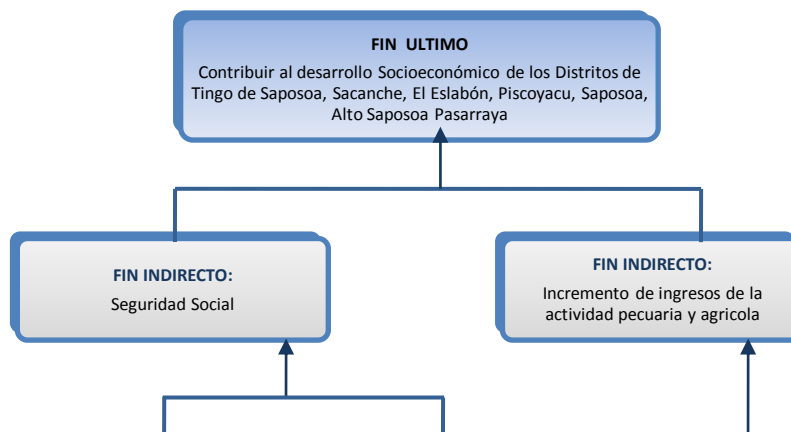 FIN ULTIMO
Contribuir al desarrollo Socioeconómico de los Distritos de
Tingo de Saposoa, Sacanche, El Eslabón, Piscoyacu, Saposoa,
Alto Saposoa Pasarraya
FIN INDIRECTO:
Seguridad Social
FIN INDIRECTO:
Incremento de ingresos de la
actividad pecuaria y agricola